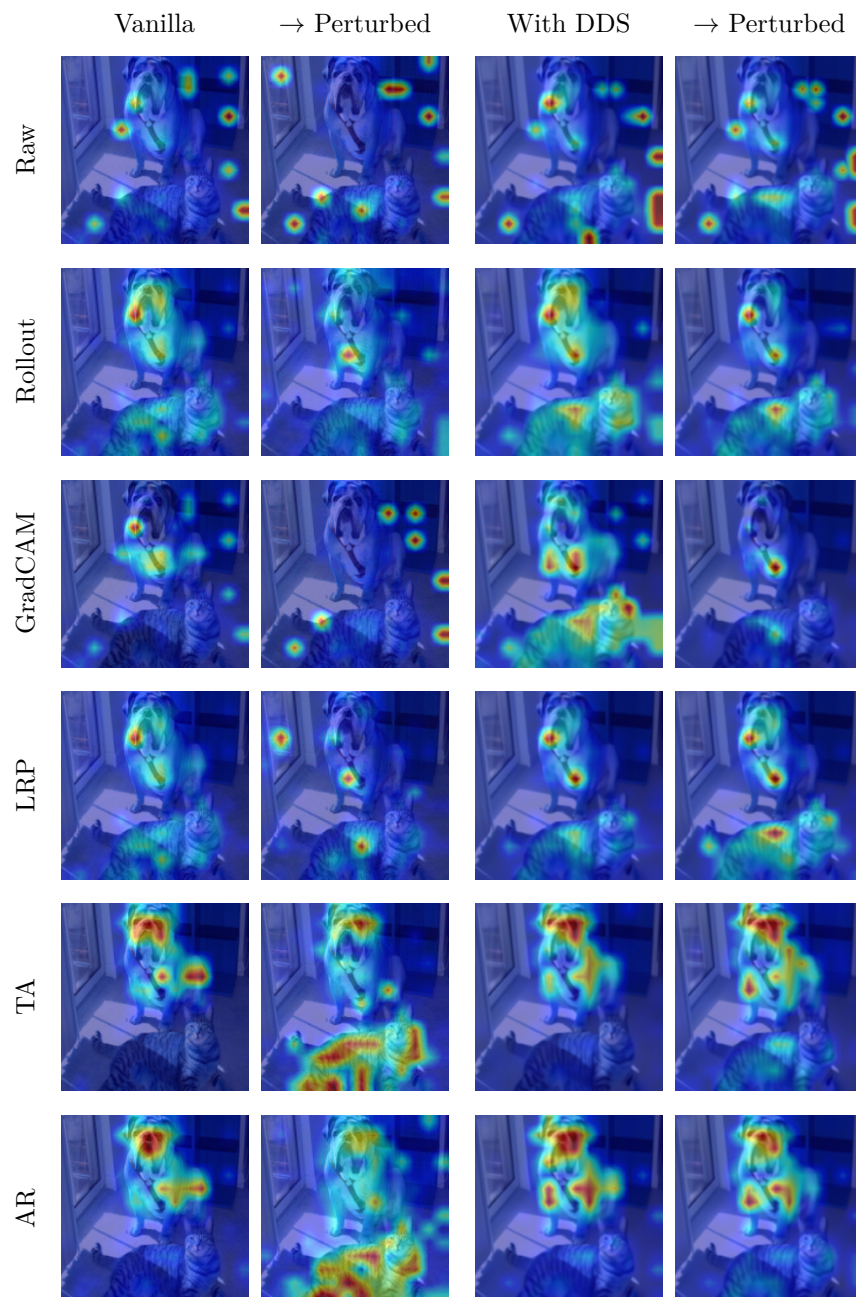 Vanilla → Perturbed With DDS → Perturbed
Raw
Rollout
GradCAM
LRP
TA
AR